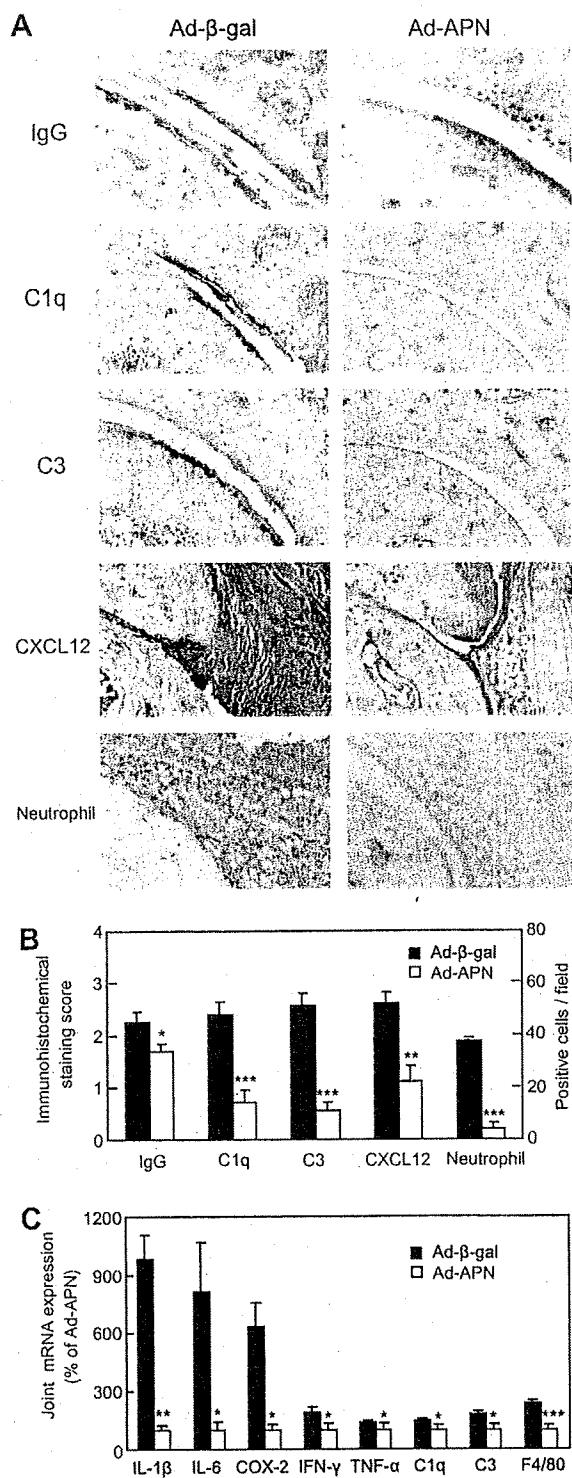 A
Ad-β-gal Ad-APN
IgG
C1q
C3
CXCL12
Neutrophil
B
Immunohistochemical
staining score
4
3
2
1
0
80
60
40
20
0
Positive cells / field
Ad-β-gal
Ad-APN
* *** *** ** ***
IgG C1q C3 CXCL12 Neutrophil
C
Joint mRNA expression
(% of Ad-APN)
1200
900
600
300
0
Ad-β-gal
Ad-APN
** * * * * * * ***
IL-1β IL-6 COX-2 IFN-γ TNF-α C1q C3 F4/80